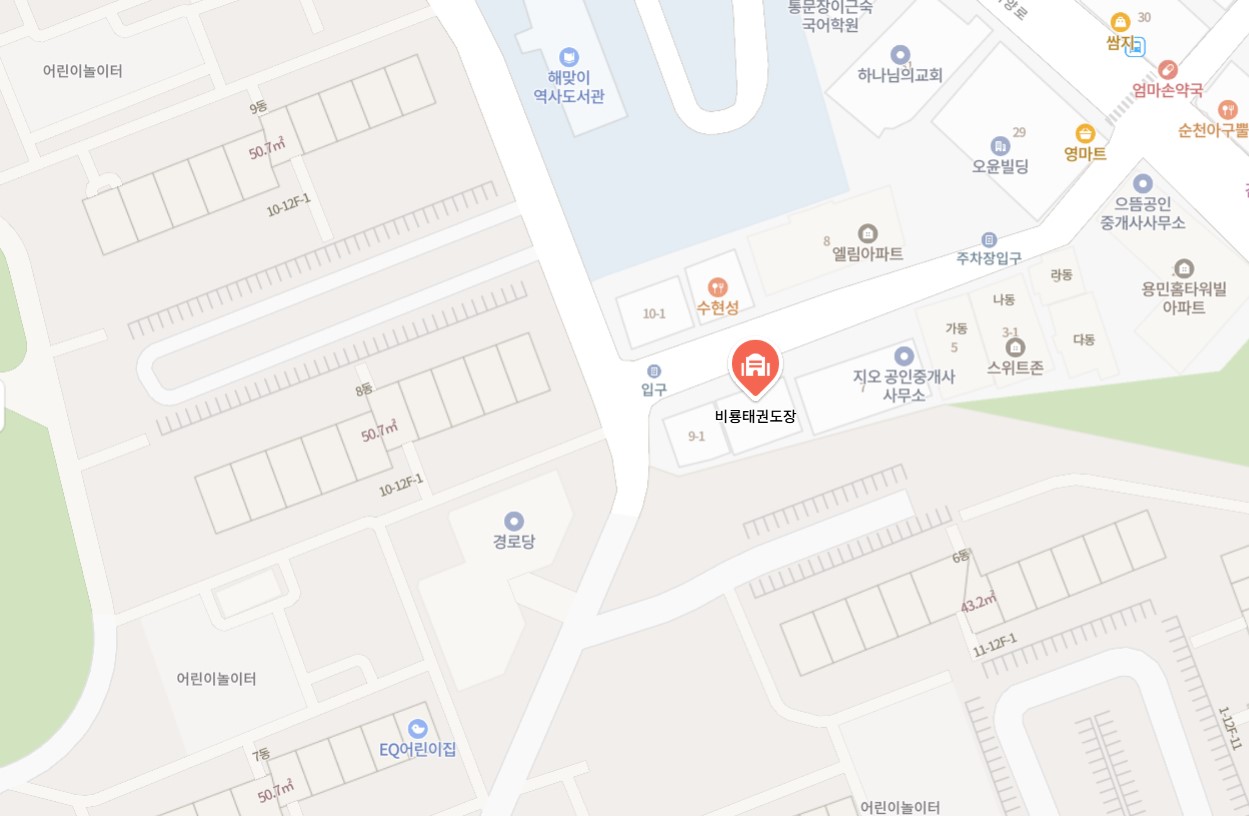 통문장이근숙
국어학원
30
쌈지
어린이놀이터
해맞이
역사도서관
하나님의교회
엄마손약국
9동
50.7㎡
29
오윤빌딩
영마트
순천아구뽈
10-12F-1
으뜸공인
중개사사무소
8
엘림아파트
주차장입구
라동
용민홈타워빌
아파트
수현성
10-1
나동
가동
5
3-1
스위트존
다동
입구
지오 공인중개사
사무소
7
비룡태권도장
9-1
8동
50.7㎡
10-12F-1
경로당
6동
43.2㎡
11-12F-1
어린이놀이터
EQ어린이집
7동
50.7㎡
1-12F-11
어린이놀이터